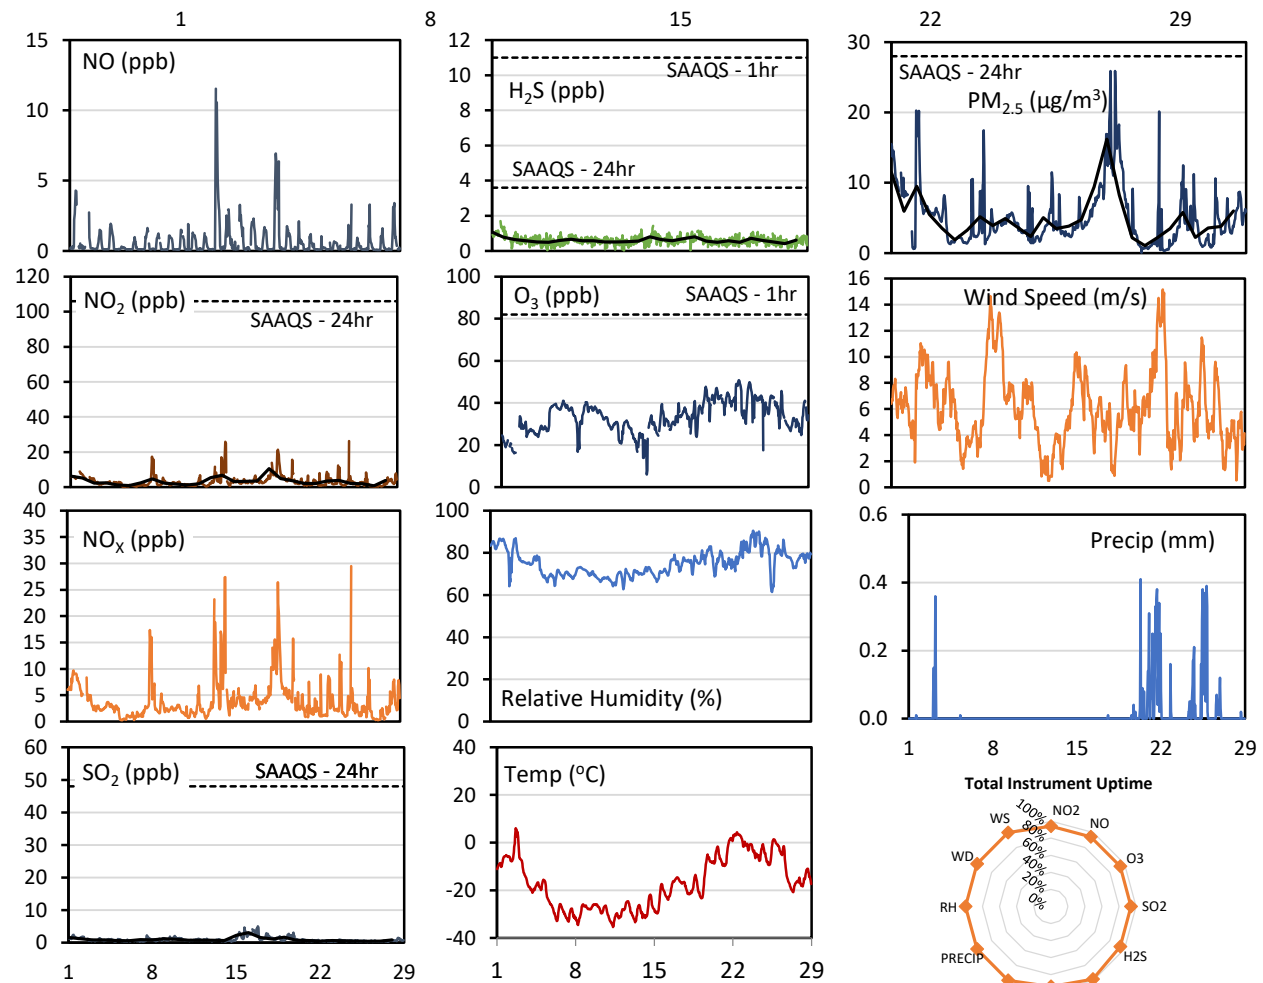 1 8 15 22 29
15
10
5
0
NO (ppb)
12
10
8
6
4
2
0
SAAQS - 1hr
H2S (ppb)
SAAQS - 24hr
30
20
10
0
SAAQS - 24hr
PM2.5 (µg/m³)
120
100
80
60
40
20
0
NO2 (ppb)
SAAQS - 24hr
100
80
60
40
20
0
O3 (ppb)
SAAQS - 1hr
16
14
12
10
8
6
4
2
0
Wind Speed (m/s)
40
35
30
25
20
15
10
5
0
NOX (ppb)
100
80
60
40
20
0
Relative Humidity (%)
0.6
0.4
0.2
0.0
Precip (mm)
1 8 15 22 29
60
50
40
30
20
10
0
SO2 (ppb)
SAAQS - 24hr
1 8 15 22 29
40
20
0
-20
-40
Temp (oC)
1 8 15 22 29
Total Instrument Uptime
100%
80%
60%
40%
20%
0%
NO2
NO
O3
SO2
H2S
PRECIP
RH
WD
WS